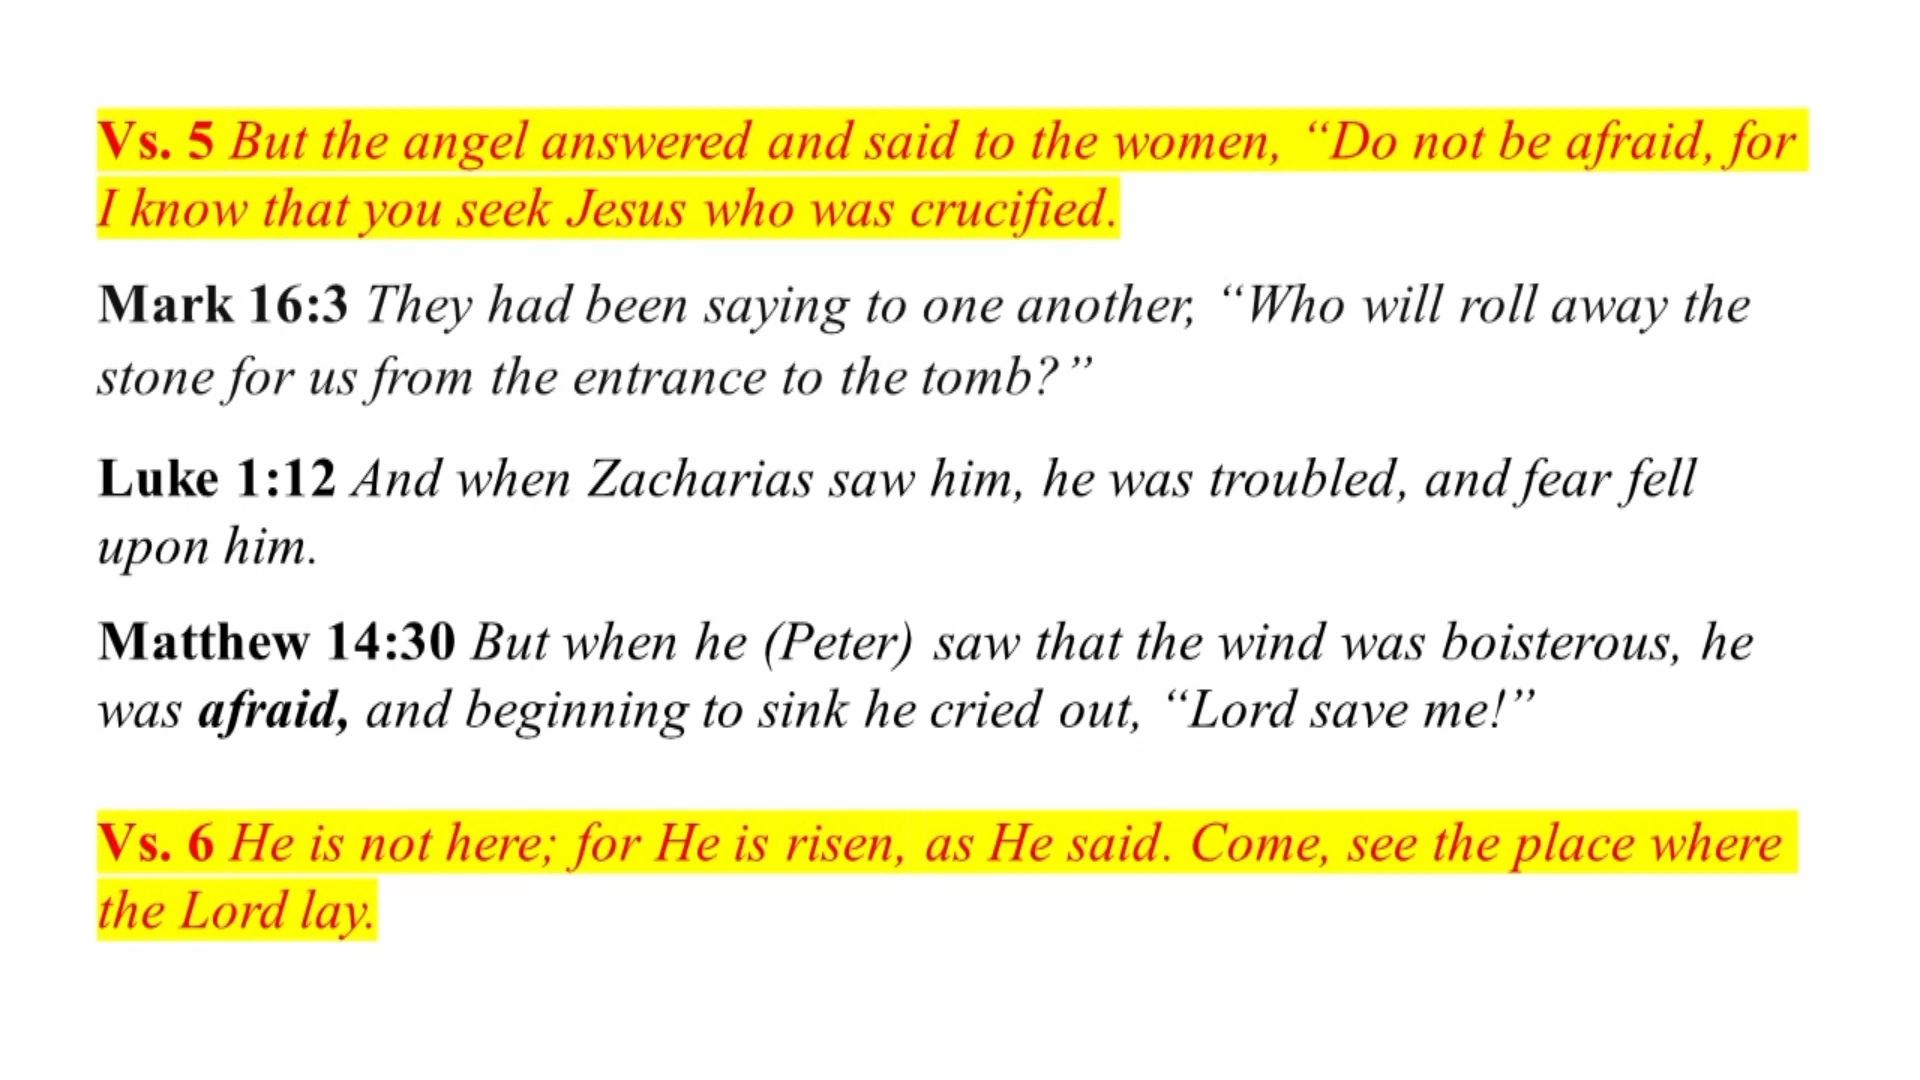 Vs. 5 But the angel answered and said to the women, “Do not be afraid, for
I know that you seek Jesus who was crucified.
Mark 16:3 They had been saying to one another, “Who will roll away the
stone for us from the entrance to the tomb?”
Luke 1:12 And when Zacharias saw him, he was troubled, and fear fell
upon him.
Matthew 14:30 But when he (Peter) saw that the wind was boisterous, he
was afraid, and beginning to sink he cried out, “Lord save me!”
Vs. 6 He is not here; for He is risen, as He said. Come, see the place where
the Lord lay.